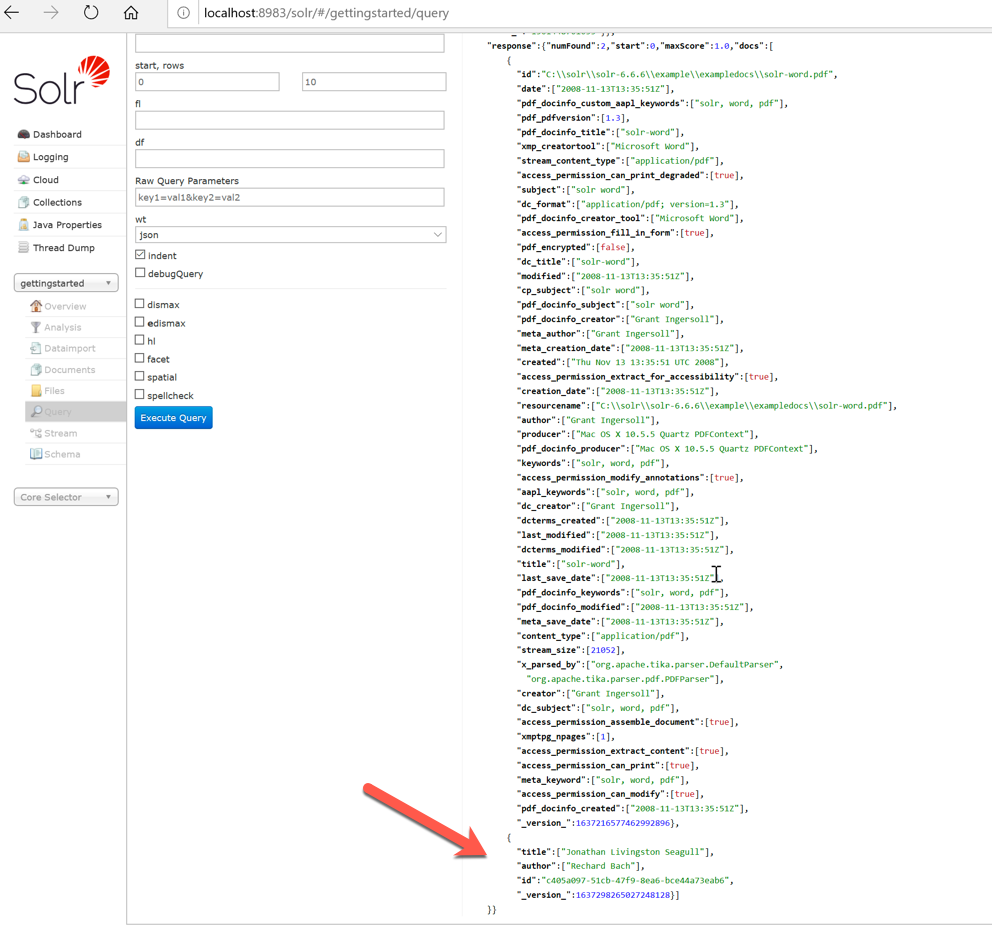 localhost:8983/solr/#/gettingstarted/query
Solr
Dashboard
Logging
Cloud
Collections
Java Properties
Thread Dump
gettingstarted
Overview
Analysis
Dataimport
Documents
Files
Query
Stream
Schema
Core Selector
start, rows
0 10
fl
df
Raw Query Parameters
key1=val1&key2=val2
wt
json
indent
debugQuery
dismax
edismax
hl
facet
spatial
spellcheck
Execute Query
"response":{"numFound":2,"start":0,"maxScore":1.0,"docs":[
{
"id":"C:\\solr\\solr-6.6.6\\example\\exampledocs\\solr-word.pdf",
"date":["2008-11-13T13:35:51Z"],
"pdf_docinfo_custom_aapl_keywords":["solr, word, pdf"],
"pdf_pdfversion":[1.3],
"pdf_docinfo_title":["solr-word"],
"xmp_creatortool":["Microsoft Word"],
"stream_content_type":["application/pdf"],
"access_permission_can_print_degraded":[true],
"subject":["solr word"],
"dc_format":["application/pdf; version=1.3"],
"pdf_docinfo_creator_tool":["Microsoft Word"],
"access_permission_fill_in_form":[true],
"pdf_encrypted":[false],
"dc_title":["solr-word"],
"modified":["2008-11-13T13:35:51Z"],
"cp_subject":["solr word"],
"pdf_docinfo_subject":["solr word"],
"pdf_docinfo_creator":["Grant Ingersoll"],
"meta_author":["Grant Ingersoll"],
"meta_creation_date":["2008-11-13T13:35:51Z"],
"created":["Thu Nov 13 13:35:51 UTC 2008"],
"access_permission_extract_for_accessibility":[true],
"creation_date":["2008-11-13T13:35:51Z"],
"resourcename":["C:\\solr\\solr-6.6.6\\example\\exampledocs\\solr-word.pdf"],
"author":["Grant Ingersoll"],
"producer":["Mac OS X 10.5.5 Quartz PDFContext"],
"pdf_docinfo_producer":["Mac OS X 10.5.5 Quartz PDFContext"],
"keywords":["solr, word, pdf"],
"access_permission_modify_annotations":[true],
"aapl_keywords":["solr, word, pdf"],
"dc_creator":["Grant Ingersoll"],
"dcterms_created":["2008-11-13T13:35:51Z"],
"last_modified":["2008-11-13T13:35:51Z"],
"dcterms_modified":["2008-11-13T13:35:51Z"],
"title":["solr-word"],
"last_save_date":["2008-11-13T13:35:51Z"],
"pdf_docinfo_keywords":["solr, word, pdf"],
"pdf_docinfo_modified":["2008-11-13T13:35:51Z"],
"meta_save_date":["2008-11-13T13:35:51Z"],
"content_type":["application/pdf"],
"stream_size":[21052],
"x_parsed_by":["org.apache.tika.parser.DefaultParser",
"org.apache.tika.parser.pdf.PDFParser"],
"creator":["Grant Ingersoll"],
"dc_subject":["solr, word, pdf"],
"access_permission_assemble_document":[true],
"xmptpg_npages":[1],
"access_permission_extract_content":[true],
"access_permission_can_print":[true],
"meta_keyword":["solr, word, pdf"],
"access_permission_can_modify":[true],
"pdf_docinfo_created":["2008-11-13T13:35:51Z"],
"_version_":1637216577462992896},
{
"title":["Jonathan Livingston Seagull"],
"author":["Rechard Bach"],
"id":"c405a097-51cb-47f9-8ea6-bce44a73eab6",
"_version_":1637298265027248128}]
}}